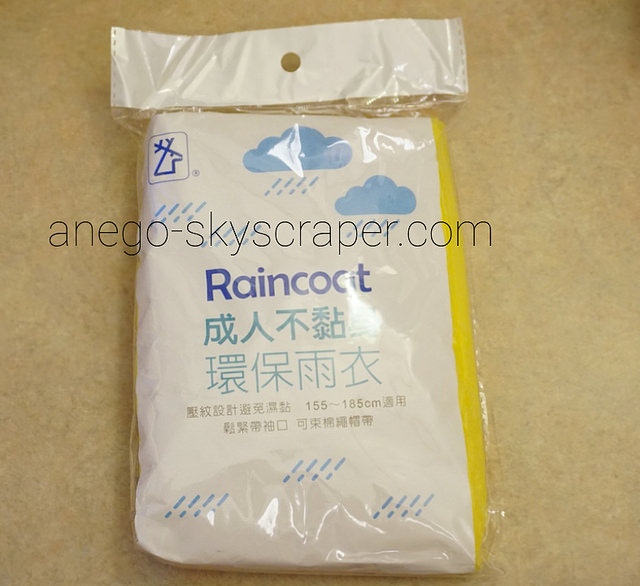 ®
anego-skyscraper.com
Raincoat
成人不黏
環保雨衣
壓紋設計避免濕黏 155～185cm適用
鬆緊帶袖口 可束棉繩帽帶